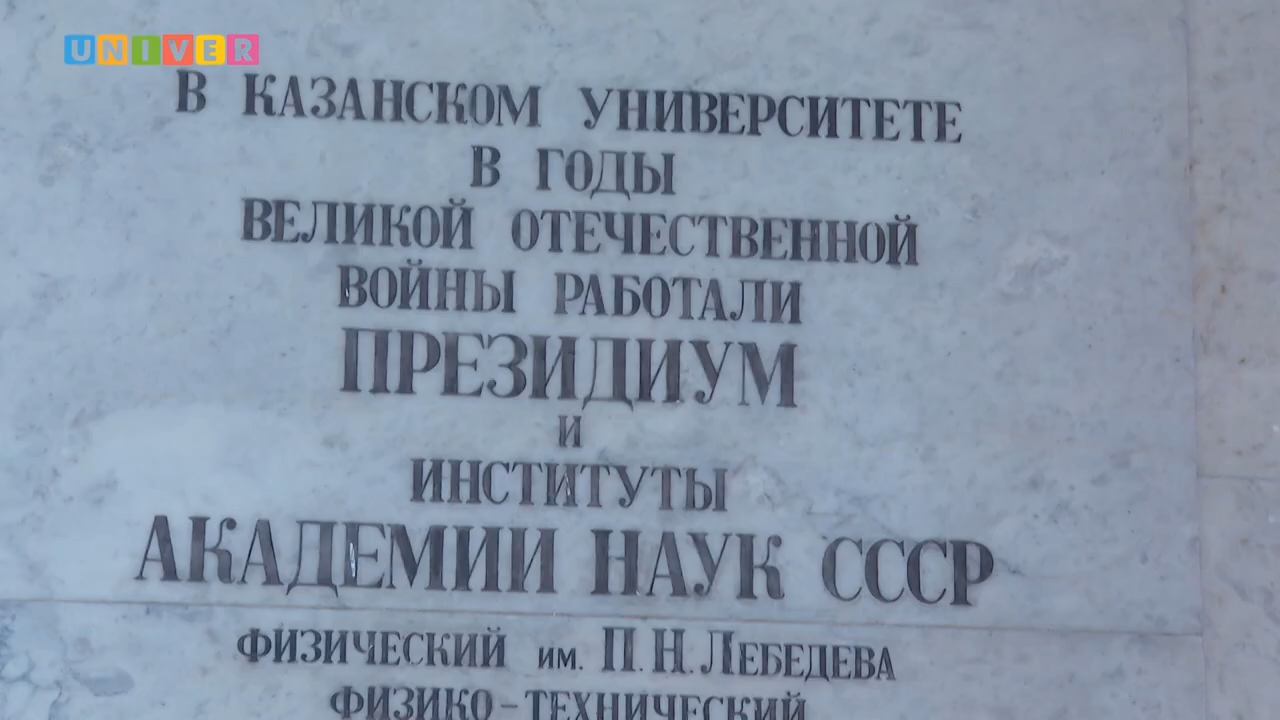 UNIVER
В КАЗАНСКОМ УНИВЕРСИТЕТЕ
В ГОДЫ
ВЕЛИКОЙ ОТЕЧЕСТВЕННОЙ
ВОЙНЫ РАБОТАЛИ
ПРЕЗИДИУМ
И
ИНСТИТУТЫ
АКАДЕМИИ НАУК СССР
ФИЗИЧЕСКИЙ им. П.Н.ЛЕБЕДЕВА
ФИЗИКО-ТЕХНИЧЕСКИЙ